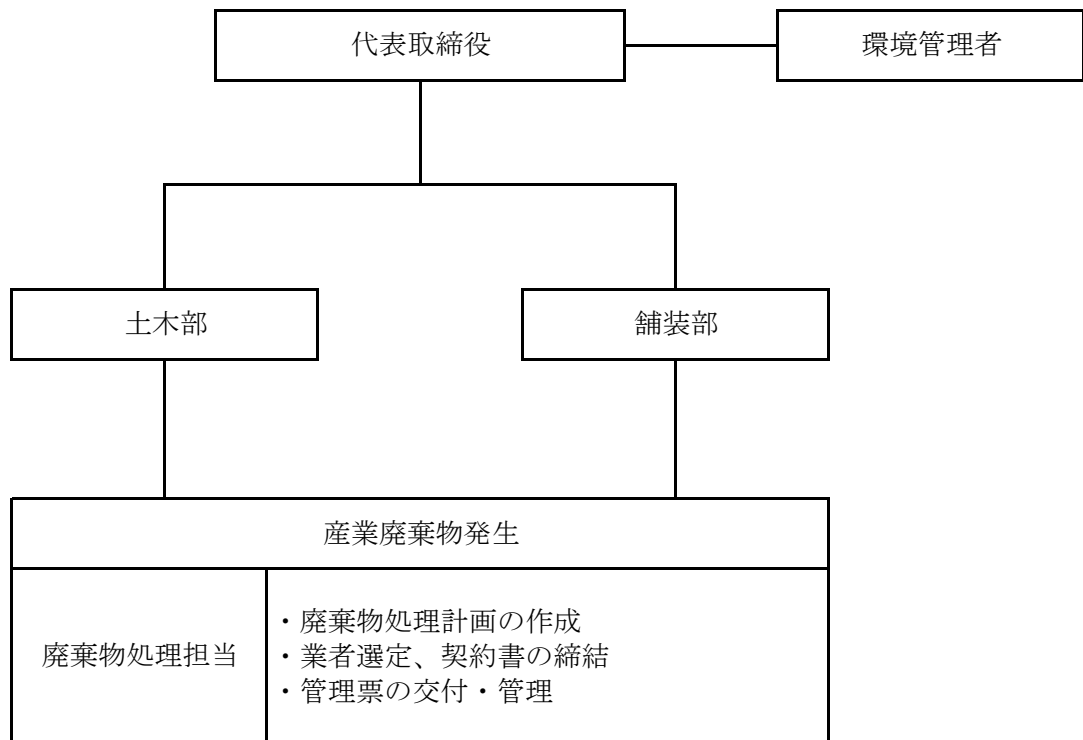 代表取締役
環境管理者
土木部
舗装部
産業廃棄物発生
廃棄物処理担当
・廃棄物処理計画の作成
・業者選定、契約書の締結
・管理票の交付・管理